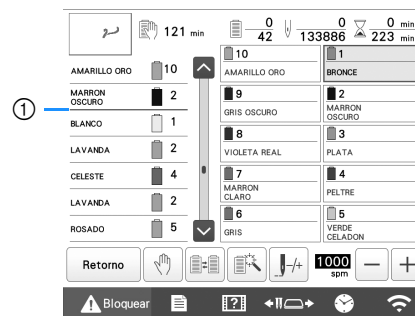 121 min
0
42
0
133886
0 min
223 min
AMARILLO ORO 10
MARRON
OSCURO 2
BLANCO 1
LAVANDA 2
CELESTE 4
LAVANDA 2
ROSADO 5
1
10
AMARILLO ORO
1
BRONCE
9
GRIS OSCURO
2
MARRON
OSCURO
8
VIOLETA REAL
3
PLATA
7
MARRON
CLARO
4
PELTRE
6
GRIS
5
VERDE
CELADON
Retorno
-/+
1000
spm
−
+
Bloquear
?